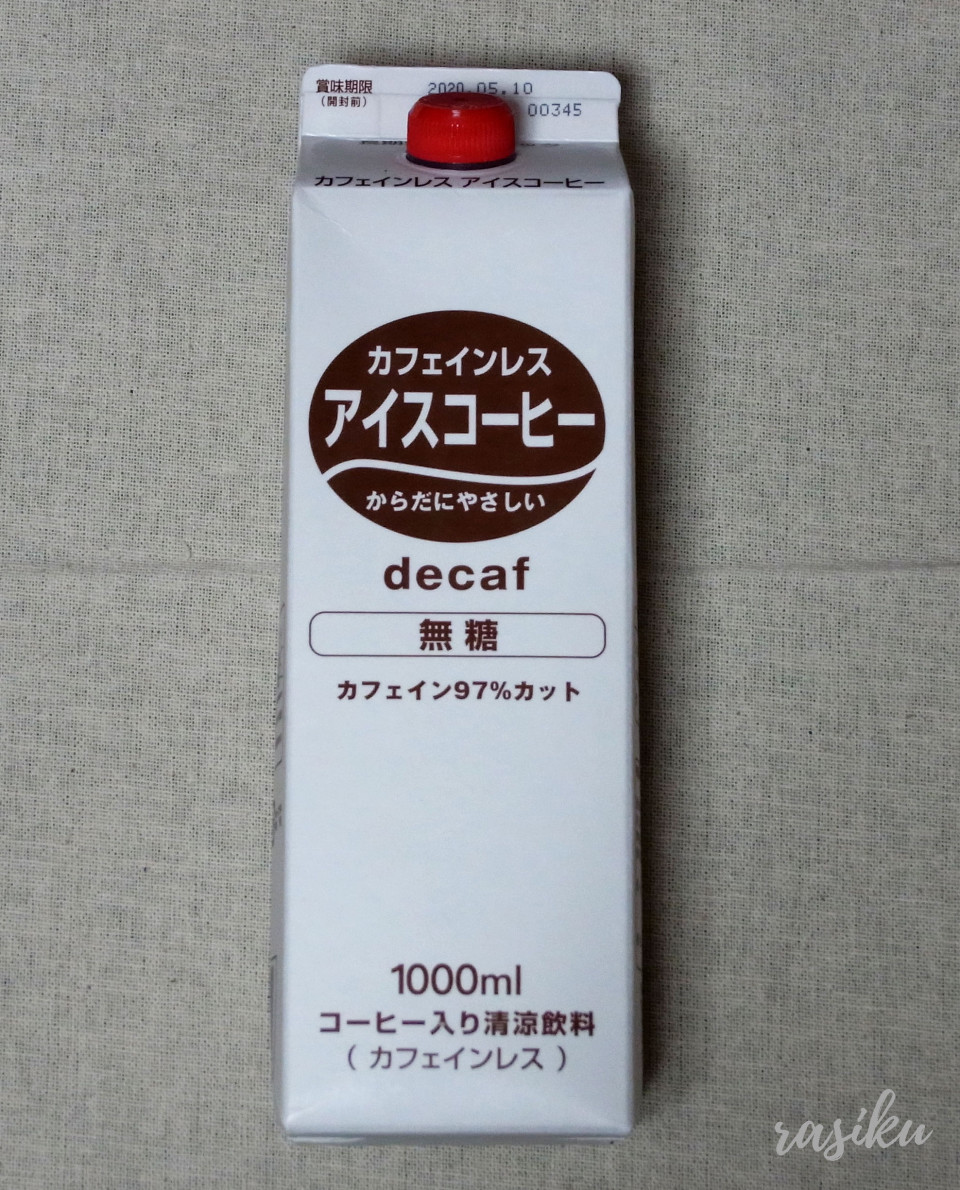 賞味期限
(開封前)
2020.05.10
00345
カフェインレス アイスコーヒー
カフェインレス
アイスコーヒー
からだにやさしい
decaf
無糖
カフェイン97%カット
1000ml
コーヒー入り清涼飲料
(カフェインレス)
rasiku